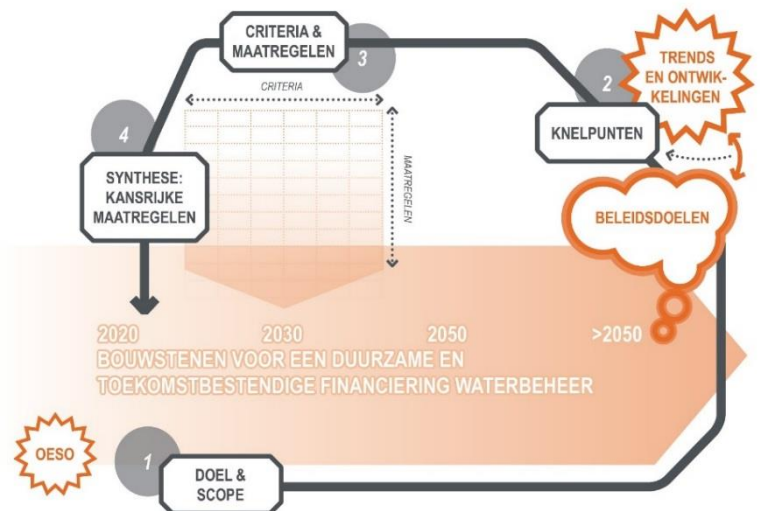 CRITERIA &
MAATREGELEN
3
CRITERIA
MAATREGELEN
2
TRENDS
EN ONTWIK-
KELINGEN
KNELPUNTEN
BELEIDSDOELEN
4
SYNTHESE:
KANSRIJKE
MAATREGELEN
2020 2030 2050 >2050
BOUWSTENEN VOOR EEN DUURZAME EN
TOEKOMSTBESTENDIGE FINANCIERING WATERBEHEER
OESO
1
DOEL &
SCOPE